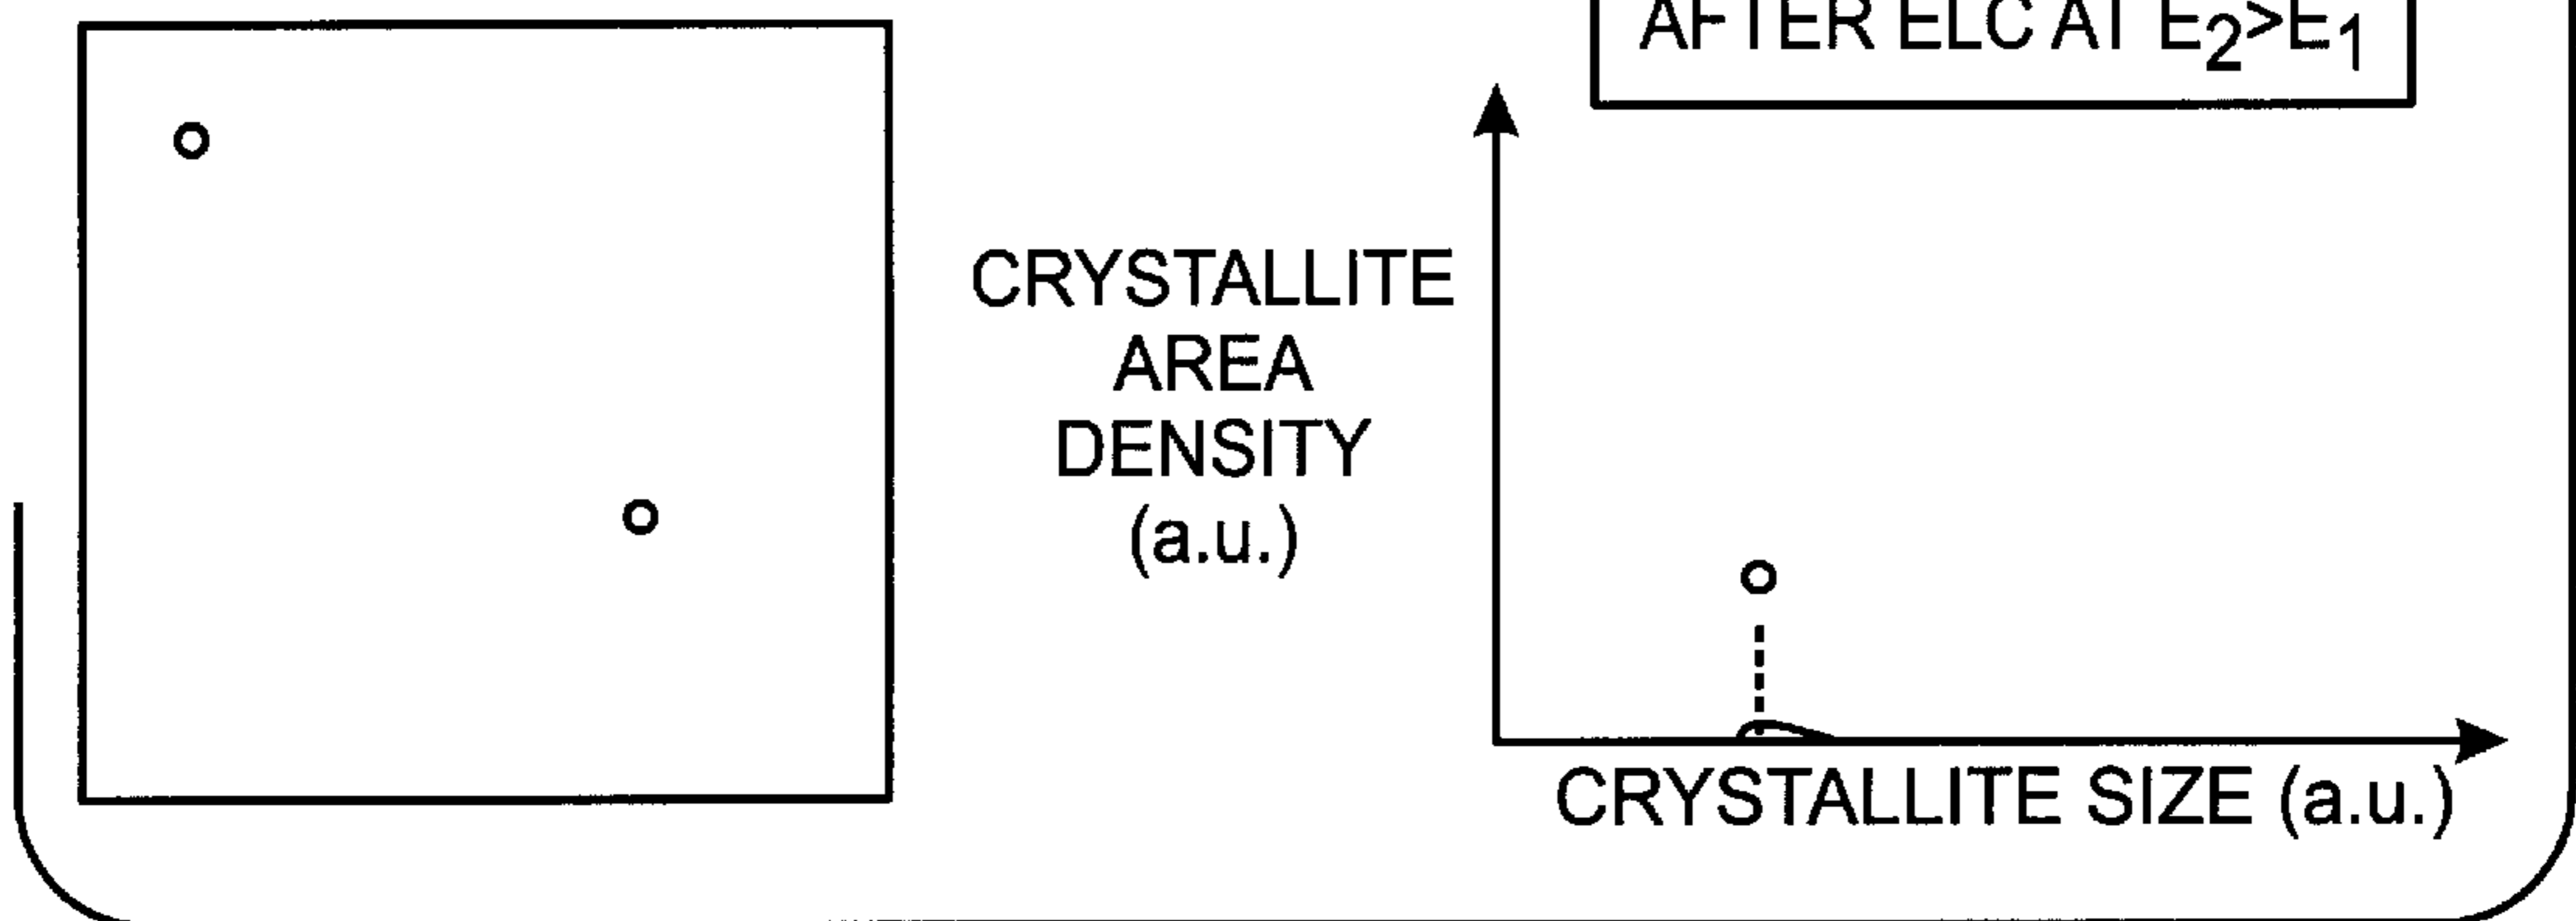 AFTER ELC AT E₂>E₁
CRYSTALLITE
AREA
DENSITY
(a.u.)
CRYSTALLITE SIZE (a.u.)